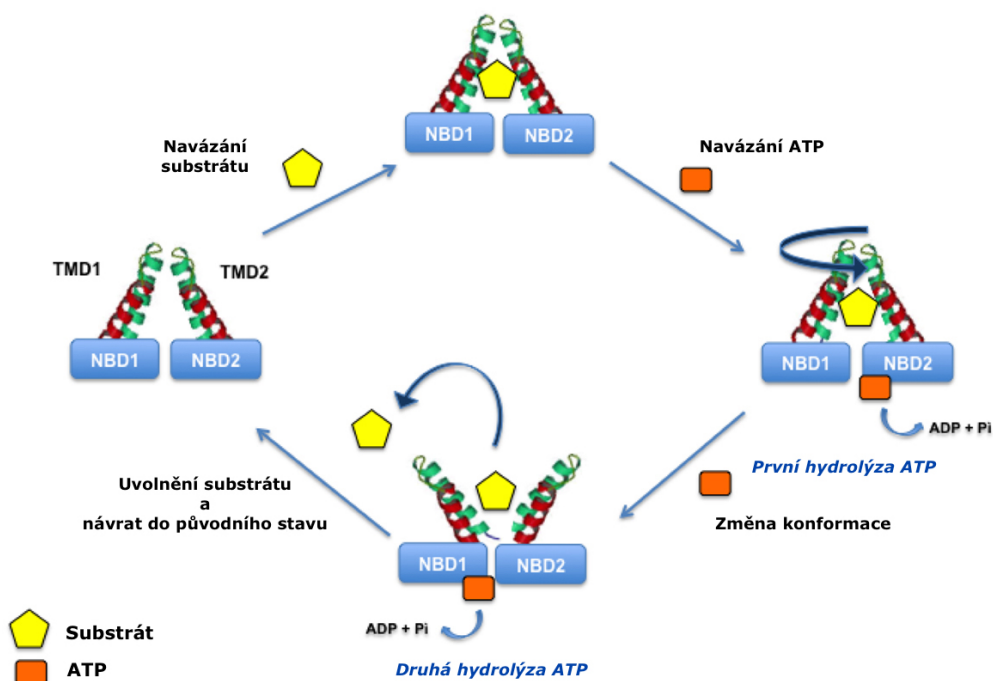 NBD1
NBD2
Navázání
substrátu
Navázání ATP
TMD1
TMD2
NBD1
NBD2
NBD1
NBD2
ADP + Pi
První hydrolýza ATP
Změna konformace
Uvolnění substrátu
a
návrat do původního stavu
NBD1
NBD2
ADP + Pi
Druhá hydrolýza ATP
Substrát
ATP